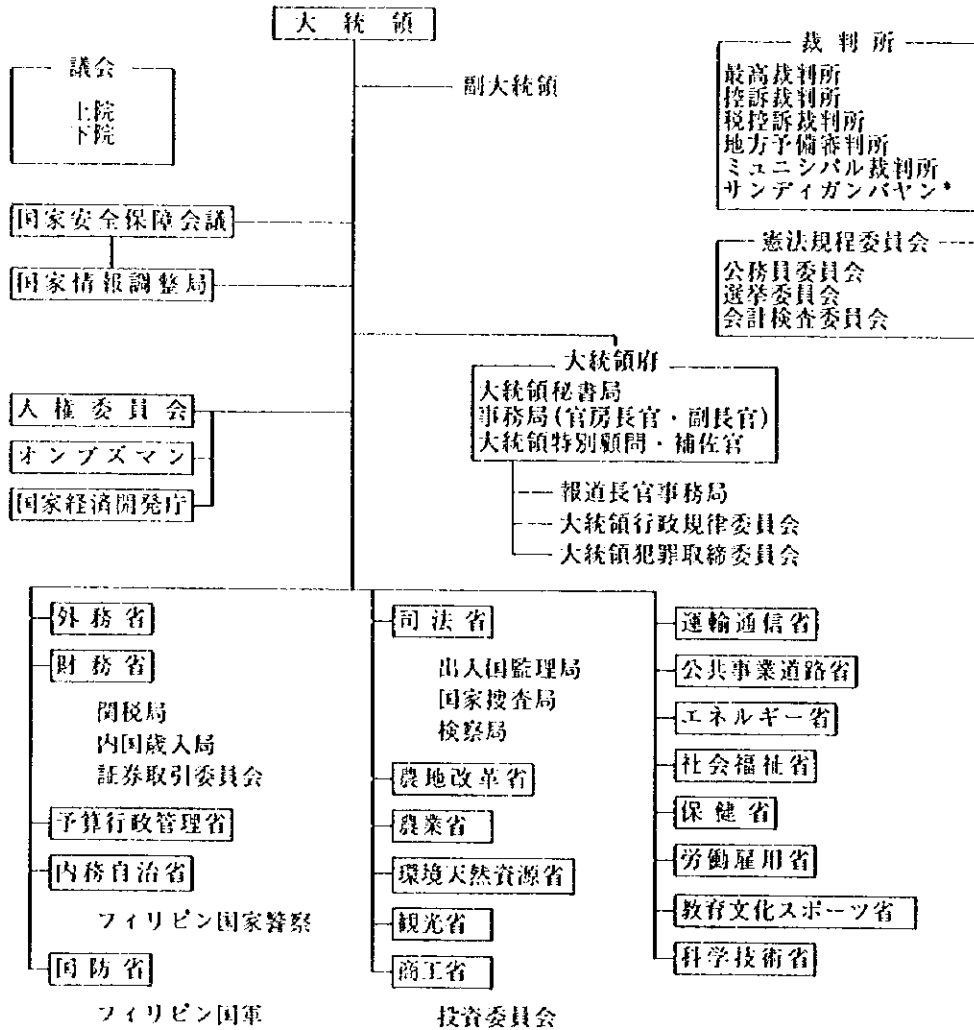 大統領
議会
上院
下院
副大統領
裁判所
最高裁判所
控訴裁判所
税控訴裁判所
地方予備審判所
ミュニシパル裁判所
サンディガンバヤン*
国家安全保障会議
国家情報調整局
憲法規程委員会
公務員委員会
選挙委員会
会計検査委員会
大統領府
大統領秘書局
事務局(官房長官・副長官)
大統領特別顧問・補佐官
報道長官事務局
大統領行政規律委員会
大統領犯罪取締委員会
人権委員会
オンブズマン
国家経済開発庁
外務省
財務省
関税局
内国歳入局
証券取引委員会
予算行政管理省
内務自治省
フィリピン国家警察
国防省
フィリピン国軍
司法省
出入国監理局
国家捜査局
検察局
農地改革省
農業省
環境天然資源省
観光省
商工省
投資委員会
運輸通信省
公共事業道路省
エネルギー省
社会福祉省
保健省
労働雇用省
教育文化スポーツ省
科学技術省